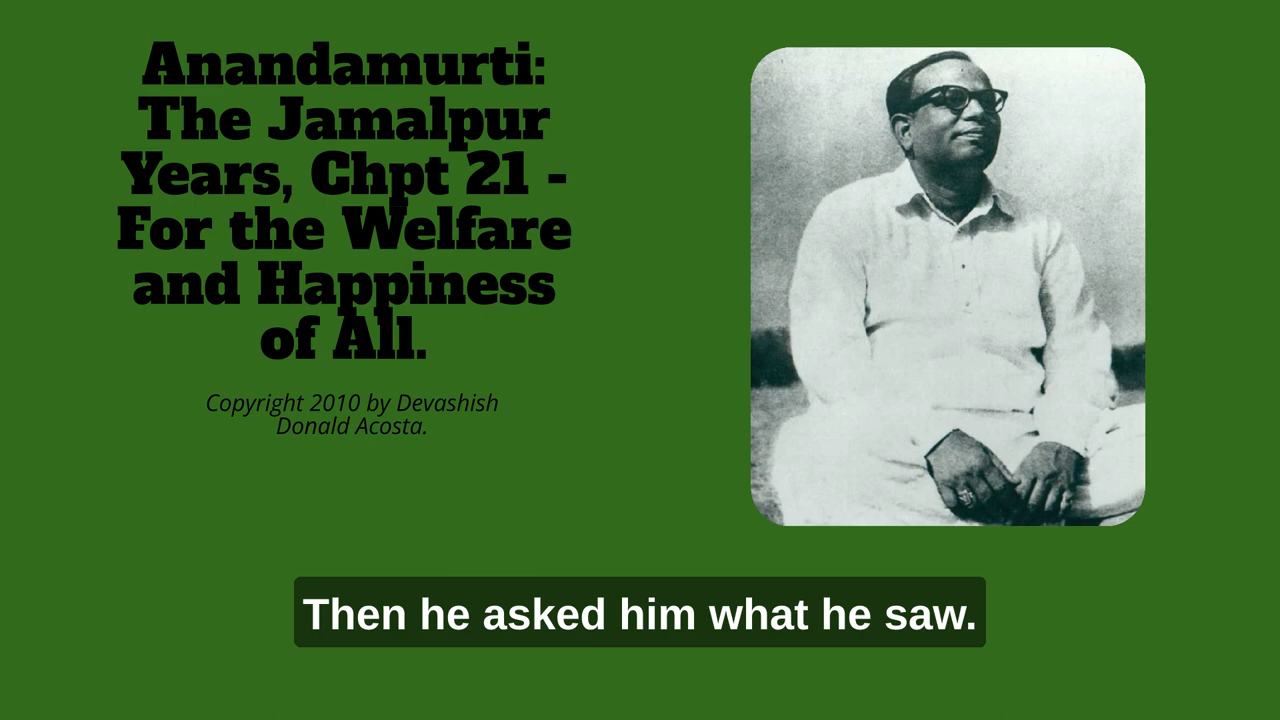 Anandamurti:
The Jamalpur
Years, Chpt 21 -
For the Welfare
and Happiness
of All.
Copyright 2010 by Devashish
Donald Acosta.
Then he asked him what he saw.